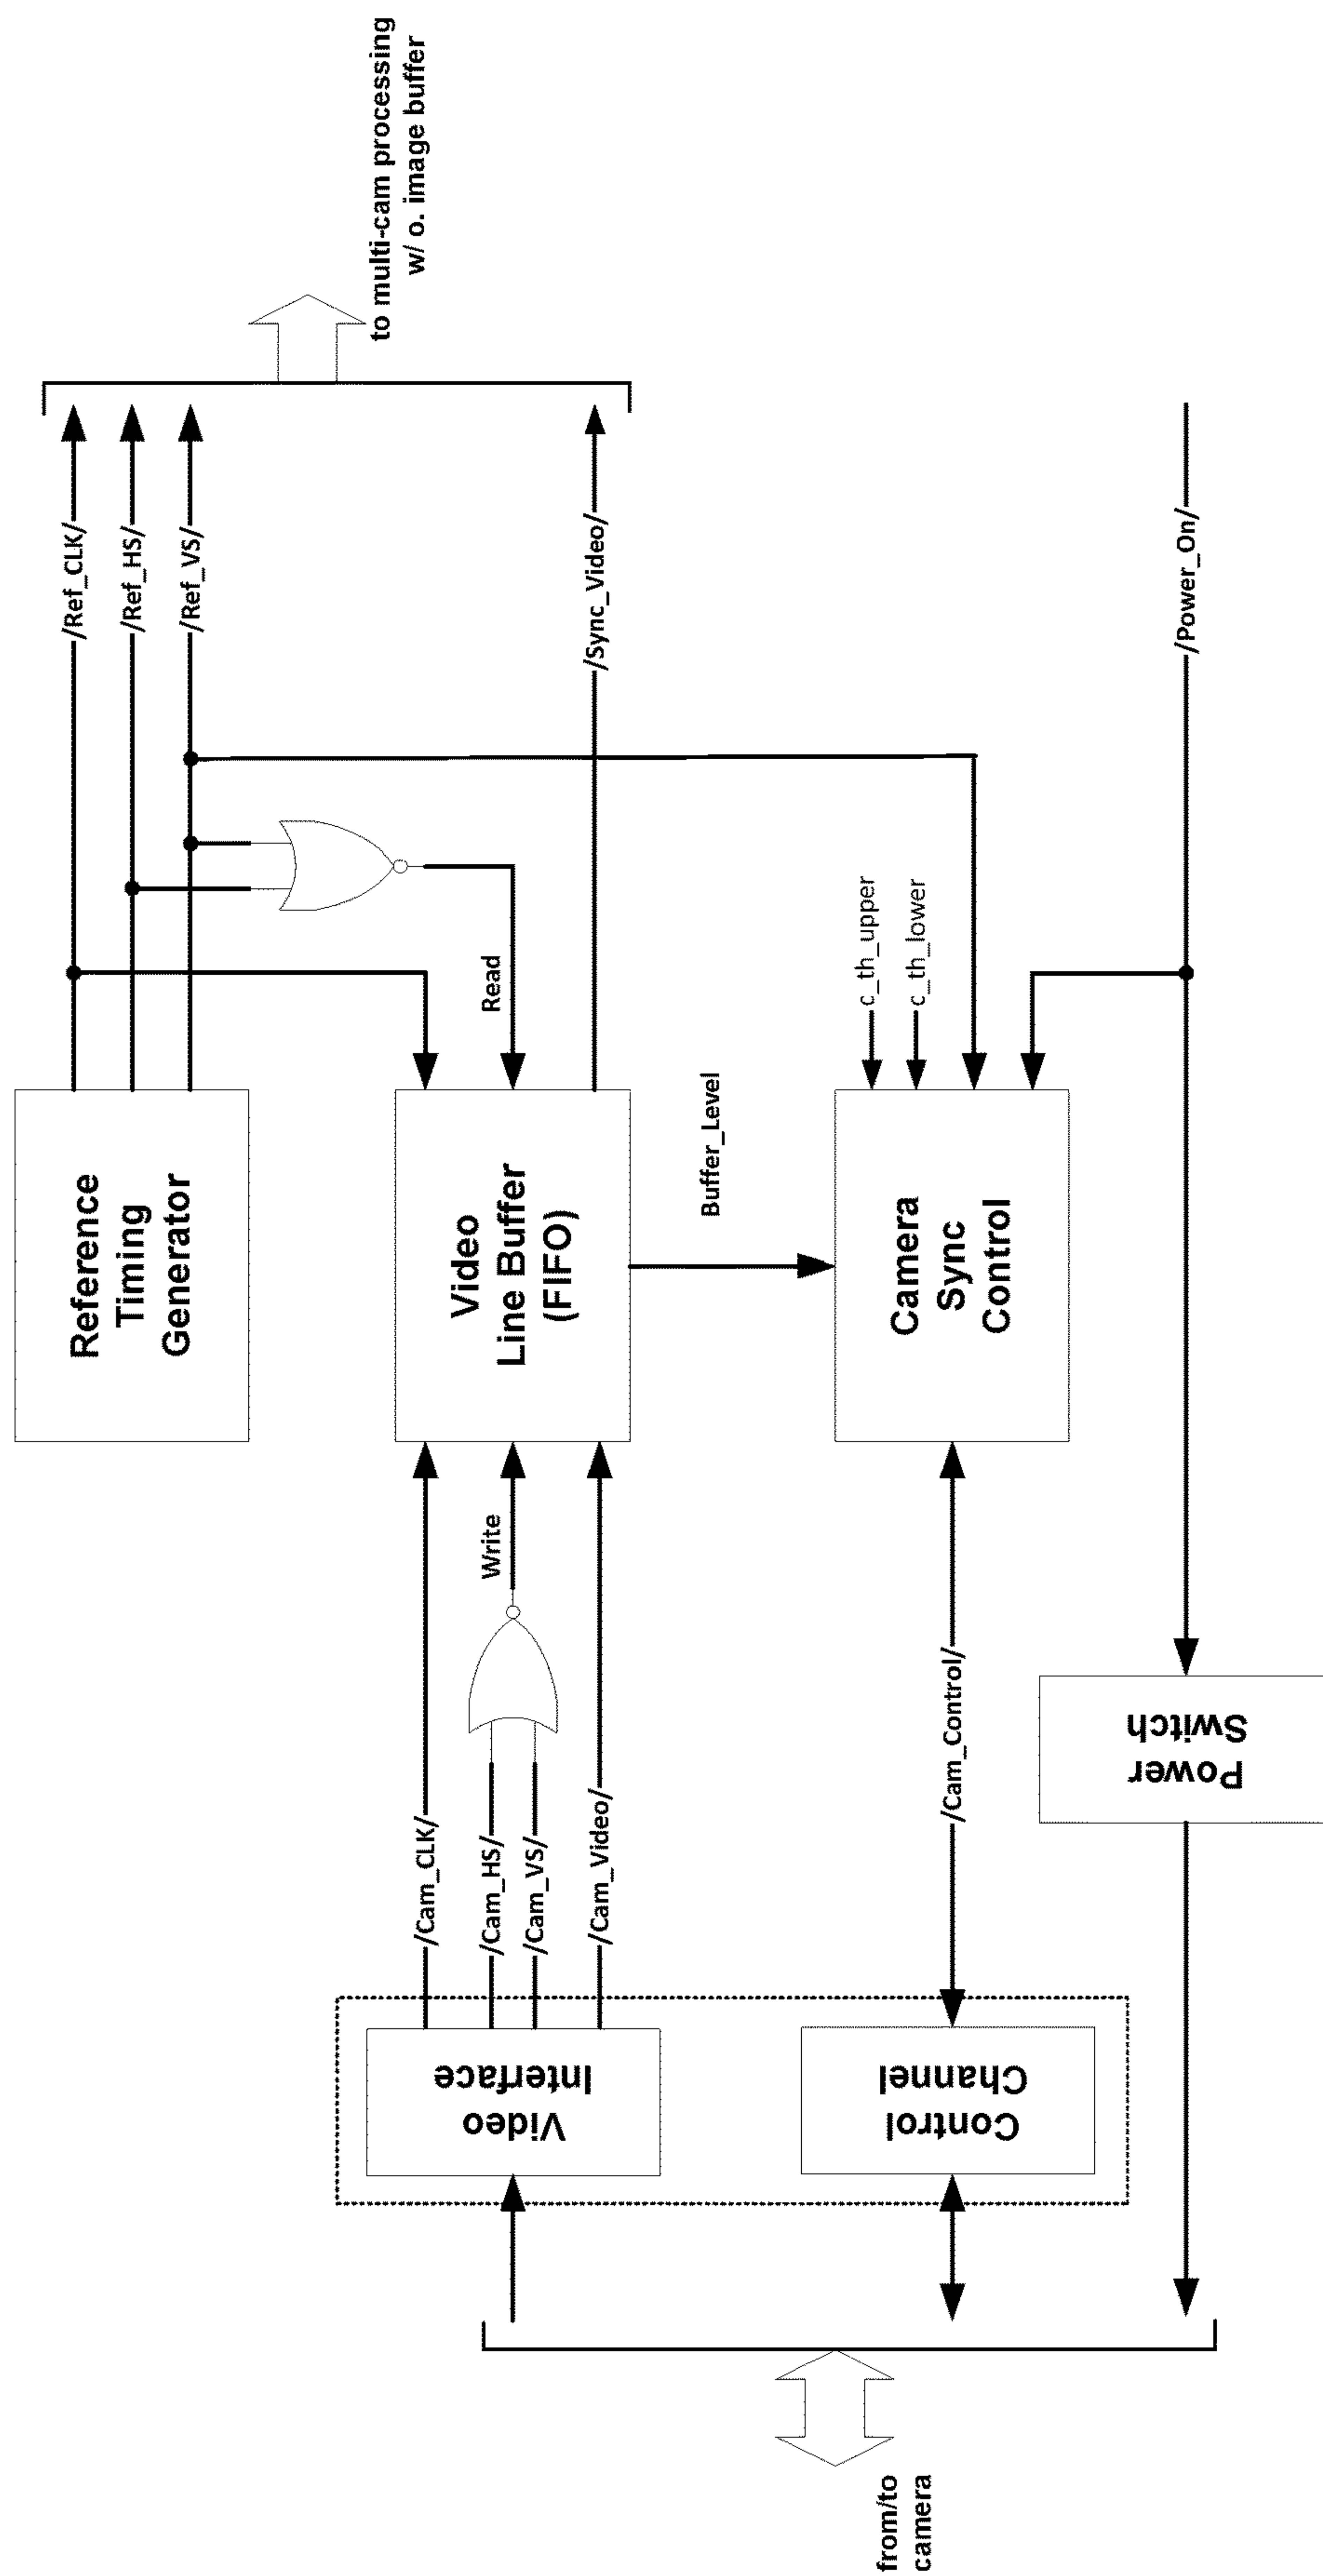 Reference
Timing
Generator
/Ref_CLK/
/Ref_HS/
/Ref_VS/
to multi-cam processing
w/ o. image buffer
Video
Interface
/Cam_CLK/
/Cam_HS/
/Cam_VS/
/Cam_Video/
Write
Video
Line Buffer
(FIFO)
Read
/Sync_Video/
Buffer_Level
from/to
camera
Control
Channel
/Cam_Control/
Camera
Sync
Control
c_th_upper
c_th_lower
Power
Switch
/Power_On/